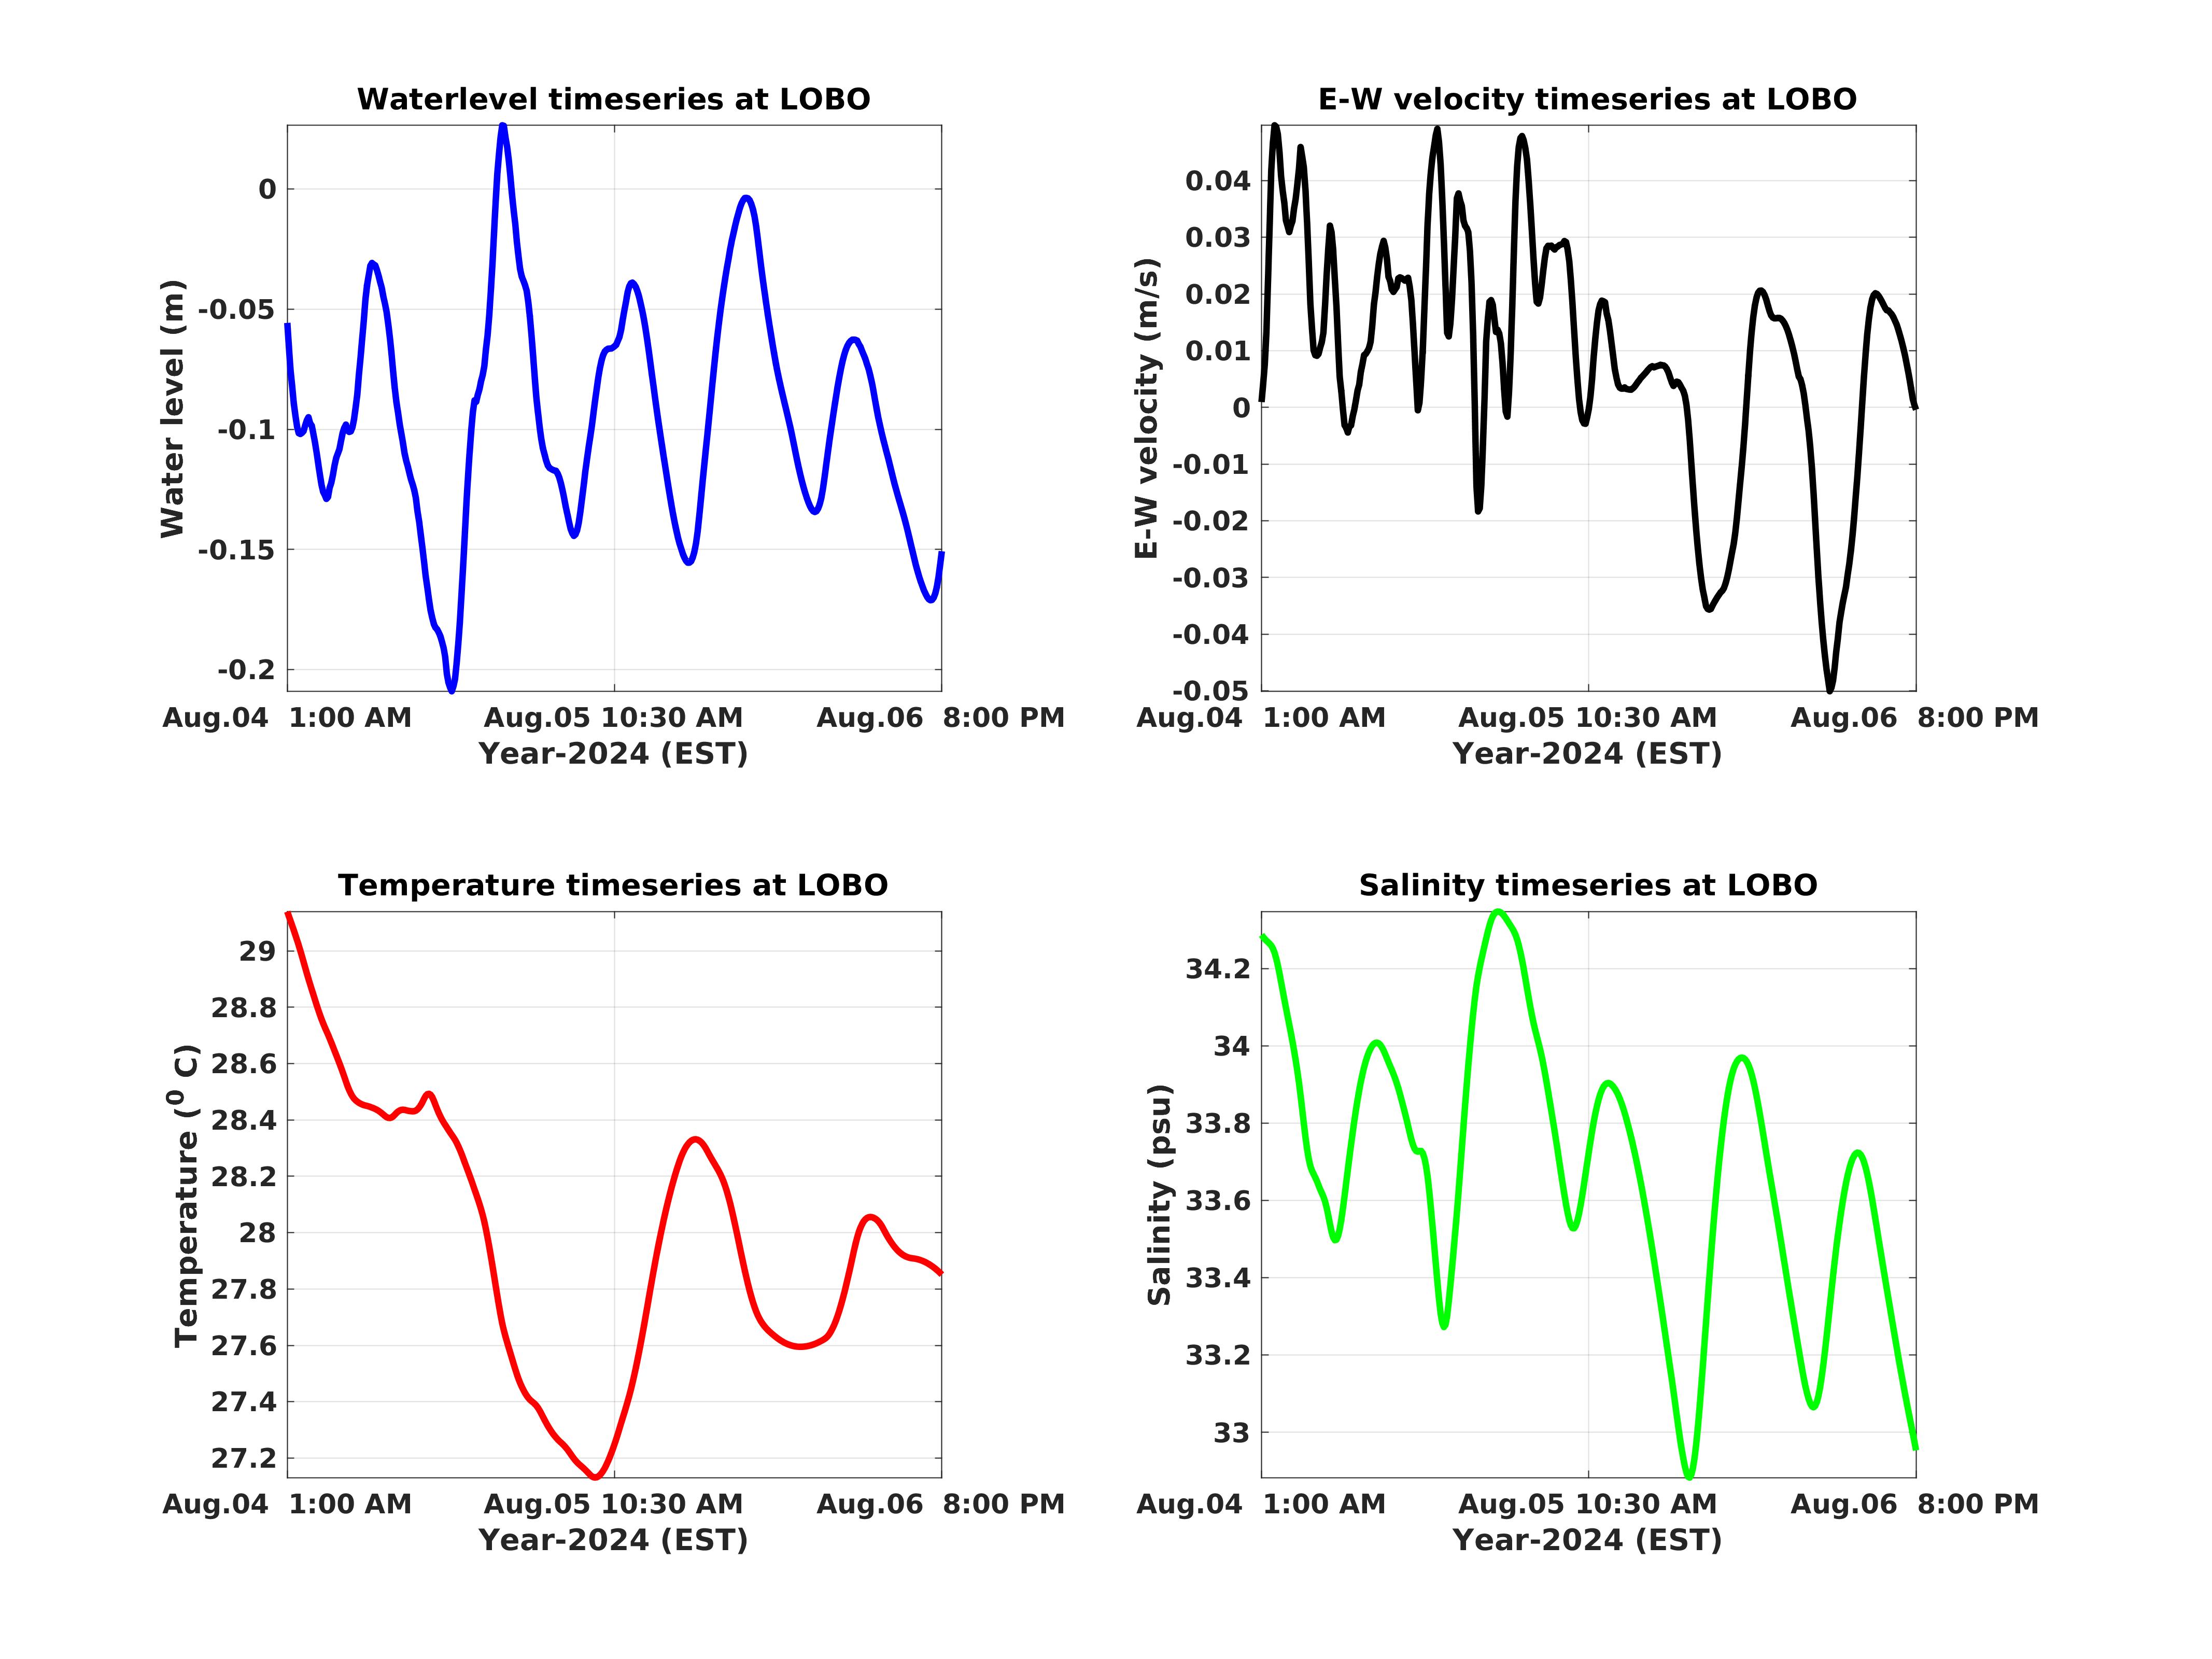 Waterlevel timeseries at LOBO
0
-0.05
-0.1
-0.15
-0.2
Water level (m)
Aug.04 1:00 AM Aug.05 10:30 AM Aug.06 8:00 PM
Year-2024 (EST)
E-W velocity timeseries at LOBO
0.04
0.03
0.02
0.01
0
-0.01
-0.02
-0.03
-0.04
-0.05
E-W velocity (m/s)
Aug.04 1:00 AM Aug.05 10:30 AM Aug.06 8:00 PM
Year-2024 (EST)
Temperature timeseries at LOBO
29
28.8
28.6
28.4
28.2
28
27.8
27.6
27.4
27.2
Temperature (⁰ C)
Aug.04 1:00 AM Aug.05 10:30 AM Aug.06 8:00 PM
Year-2024 (EST)
Salinity timeseries at LOBO
34.2
34
33.8
33.6
33.4
33.2
33
Salinity (psu)
Aug.04 1:00 AM Aug.05 10:30 AM Aug.06 8:00 PM
Year-2024 (EST)